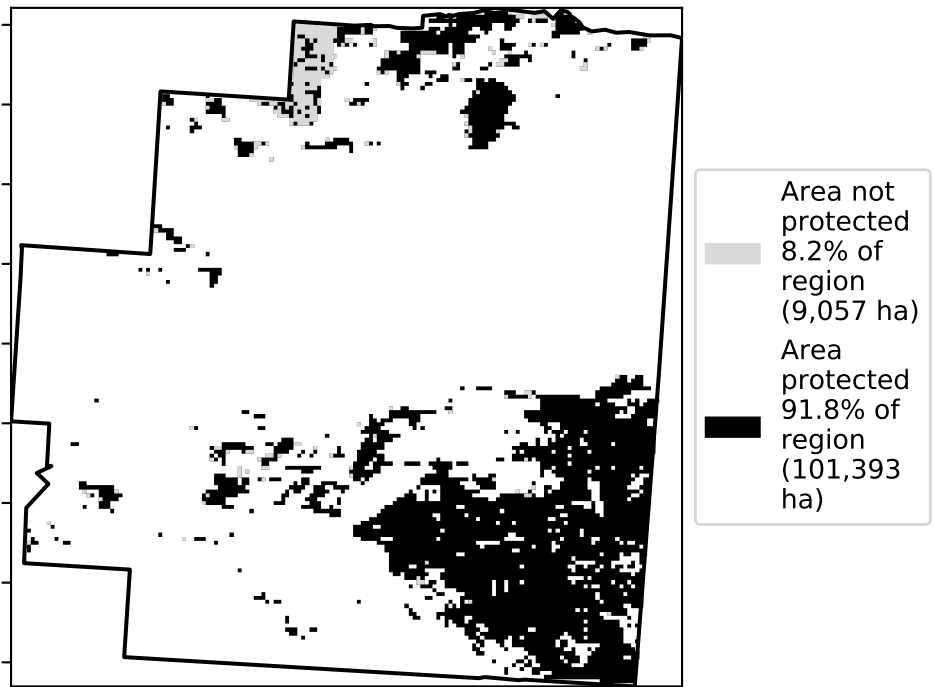 Area not
protected
8.2% of
region
(9,057 ha)
Area
protected
91.8% of
region
(101,393
ha)